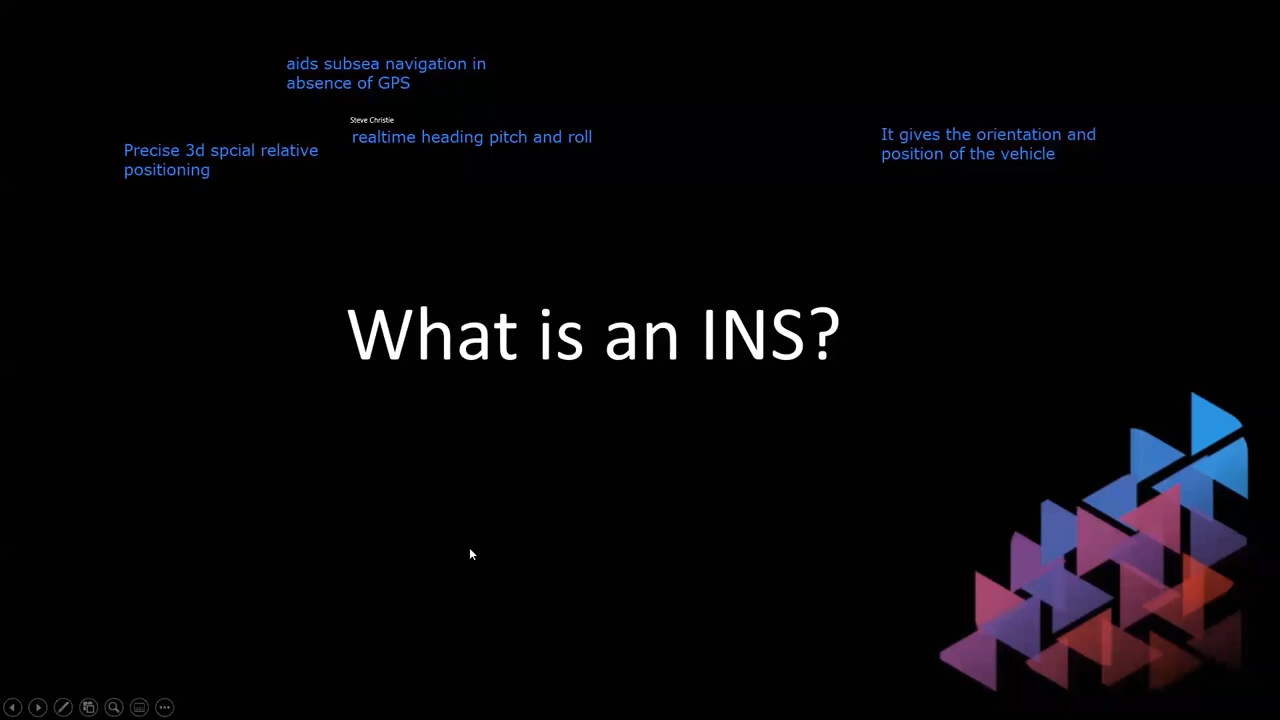 aids subsea navigation in
absence of GPS
Steve Christie
realtime heading pitch and roll
Precise 3d spcial relative
positioning
It gives the orientation and
position of the vehicle
What is an INS?